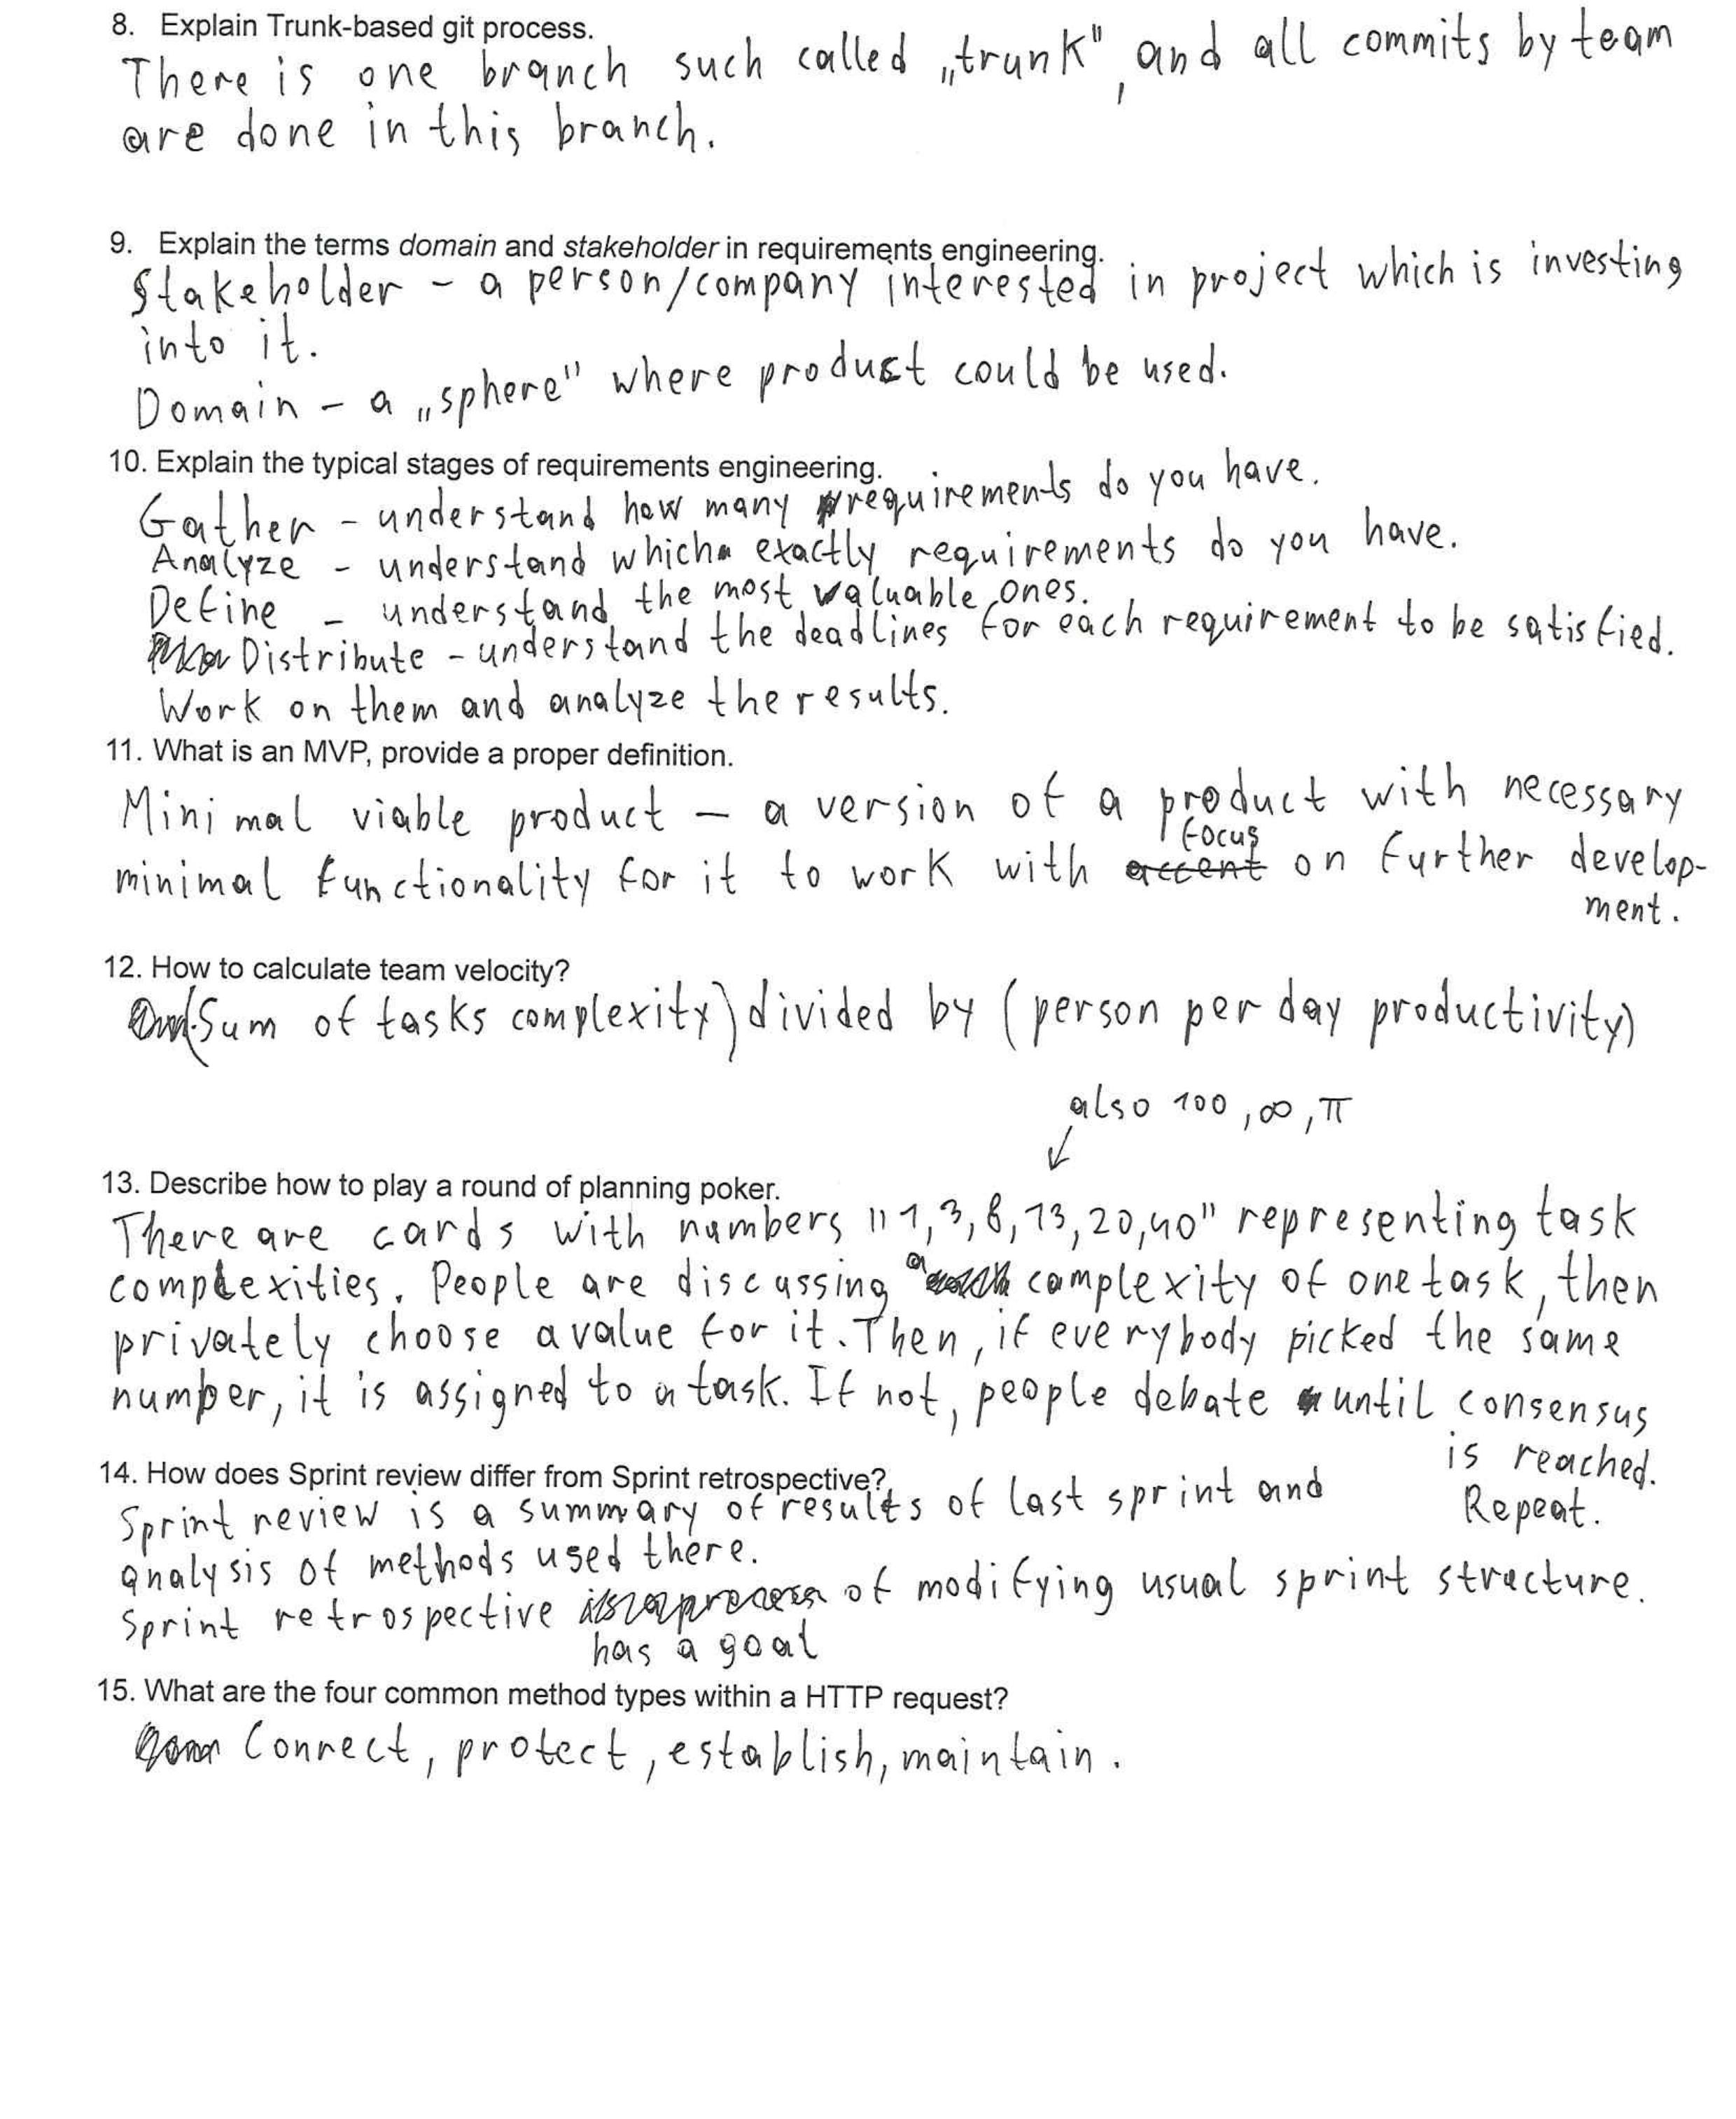 8. Explain Trunk-based git process.
There is one branch such called „trunk", and all commits by team
are done in this branch.
9. Explain the terms domain and stakeholder in requirements engineering.
Stakeholder – a person/company interested in project which is investing
into it.
Domain – a „sphere" where product could be used.
10. Explain the typical stages of requirements engineering.
Gather – understand how many requirements do you have.
Analyze – understand which exactly requirements do you have.
Define – understand the most valuable ones.
Distribute – understand the deadlines for each requirement to be satisfied.
Work on them and analyze the results.
11. What is an MVP, provide a proper definition.
Minimal viable product – a version of a product with necessary
focus
minimal functionality for it to work with accent on further develop-
ment.
12. How to calculate team velocity?
(Sum of tasks complexity) divided by (person per day productivity)
also 100, ∞, π
↙
13. Describe how to play a round of planning poker.
There are cards with numbers "1, 3, 8, 13, 20, 40" representing task
complexities. People are discussing a complexity of one task, then
privately choose a value for it. Then, if everybody picked the same
number, it is assigned to a task. If not, people debate until consensus
is reached.
Repeat.
14. How does Sprint review differ from Sprint retrospective?
Sprint review is a summary of results of last sprint and
analysis of methods used there.
Sprint retrospective of modifying usual sprint structure.
has a goal
15. What are the four common method types within a HTTP request?
Connect, protect, establish, maintain.